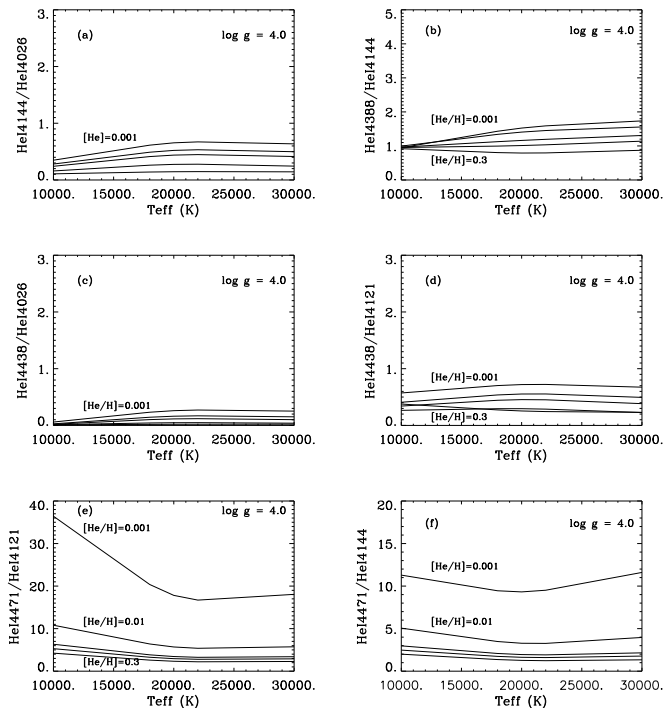 3.
2.
1.
0.
HeI4144/HeI4026
(a)
log g = 4.0
[He]=0.001
10000. 15000. 20000. 25000. 30000.
Teff (K)
5.
4.
3.
2.
1.
0.
HeI4388/HeI4144
(b)
log g = 4.0
[He/H]=0.001
[He/H]=0.3
10000. 15000. 20000. 25000. 30000.
Teff (K)
3.
2.
1.
0.
HeI4438/HeI4026
(c)
log g = 4.0
[He/H]=0.001
10000. 15000. 20000. 25000. 30000.
Teff (K)
3.
2.
1.
0.
HeI4438/HeI4121
(d)
log g = 4.0
[He/H]=0.001
[He/H]=0.3
10000. 15000. 20000. 25000. 30000.
Teff (K)
40.
30.
20.
10.
0.
HeI4471/HeI4121
(e)
log g = 4.0
[He/H]=0.001
[He/H]=0.01
[He/H]=0.3
10000. 15000. 20000. 25000. 30000.
Teff (K)
20.
15.
10.
5.
0.
HeI4471/HeI4144
(f)
log g = 4.0
[He/H]=0.001
[He/H]=0.01
10000. 15000. 20000. 25000. 30000.
Teff (K)